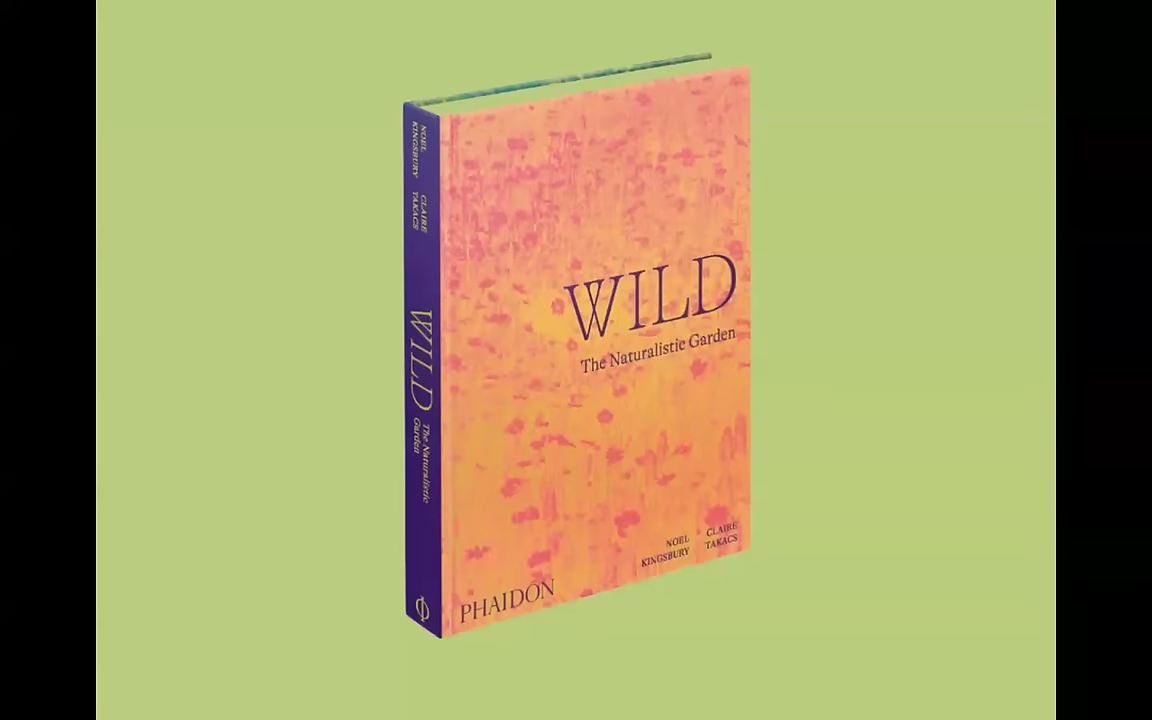 NOEL
KINGSBURY
CLAIRE
TAKACS
WILD
The Naturalistic
Garden
WILD
The Naturalistic Garden
NOEL
KINGSBURY
CLAIRE
TAKACS
PHAIDON